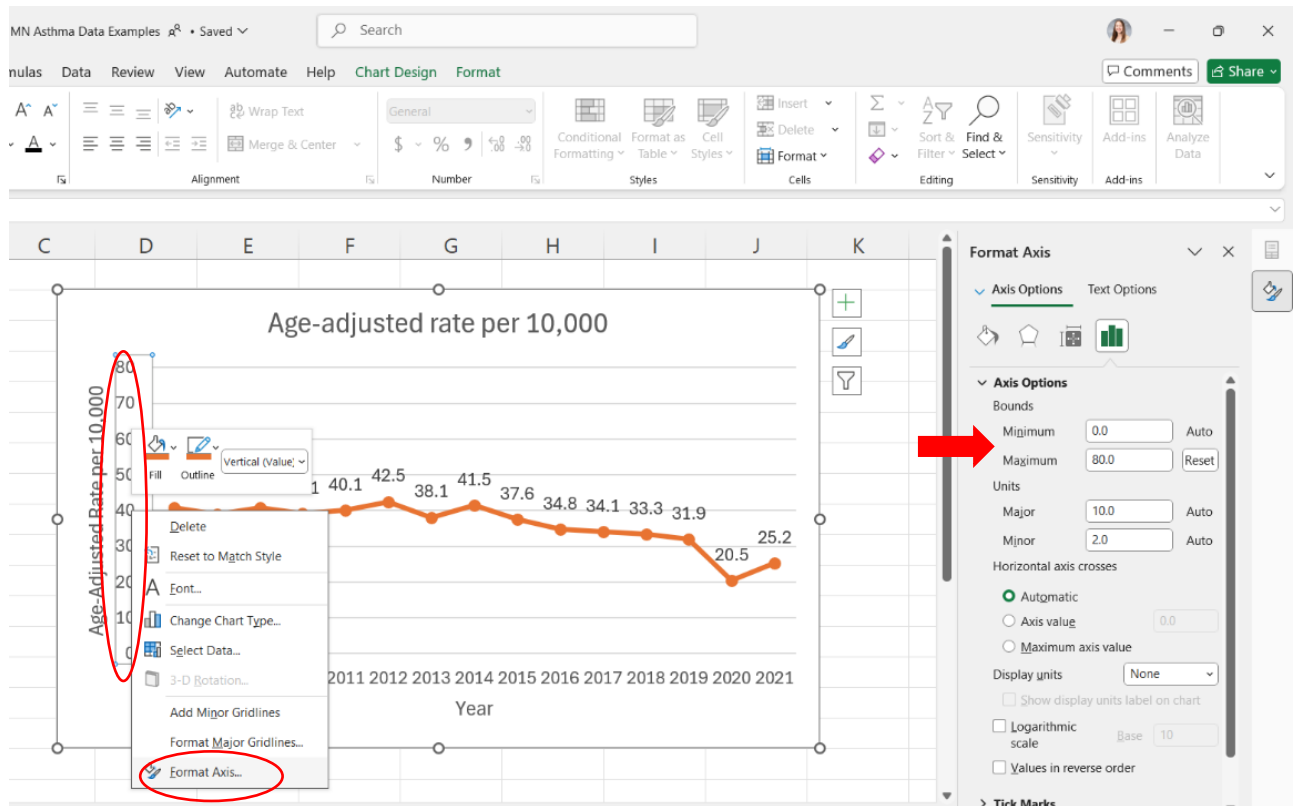 MN Asthma Data Examples • Saved
Search
mulas Data Review View Automate Help Chart Design Format
Comments Share
Wrap Text
General
Insert
Conditional Formatting
Format as Table
Cell Styles
Delete
Sort & Filter
Find & Select
Sensitivity
Add-ins
Analyze Data
A A
Merge & Center
$ % 9
Format
Alignment Number Styles Cells Editing Sensitivity Add-ins
C D E F G H I J K
Age-adjusted rate per 10,000
Age-Adjusted Rate per 10,000
80
70
60
50
40
30
20
10
0
Fill Outline Vertical (Value)
1 40.1 42.5 38.1 41.5 37.6 34.8 34.1 33.3 31.9 20.5 25.2
Delete
Reset to Match Style
Font...
Change Chart Type...
Select Data...
3-D Rotation...
Add Minor Gridlines
Format Major Gridlines...
Format Axis...
2011 2012 2013 2014 2015 2016 2017 2018 2019 2020 2021
Year
Format Axis
Axis Options Text Options
Axis Options
Bounds
Minimum 0.0 Auto
Maximum 80.0 Reset
Units
Major 10.0 Auto
Minor 2.0 Auto
Horizontal axis crosses
Automatic
Axis value 0.0
Maximum axis value
Display units None
Show display units label on chart
Logarithmic scale Base 10
Values in reverse order
Tick Marks